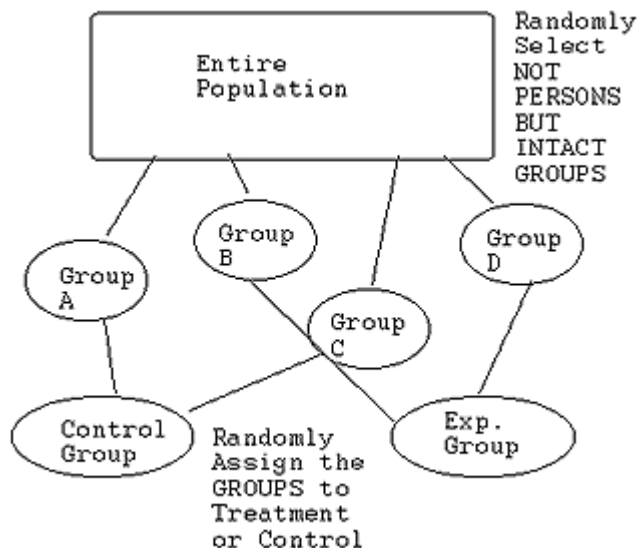 Entire
Population
Randomly
Select
NOT
PERSONS
BUT
INTACT
GROUPS
Group
A
Group
B
Group
C
Group
D
Control
Group
Randomly
Assign the
GROUPS to
Treatment
or Control
Exp.
Group